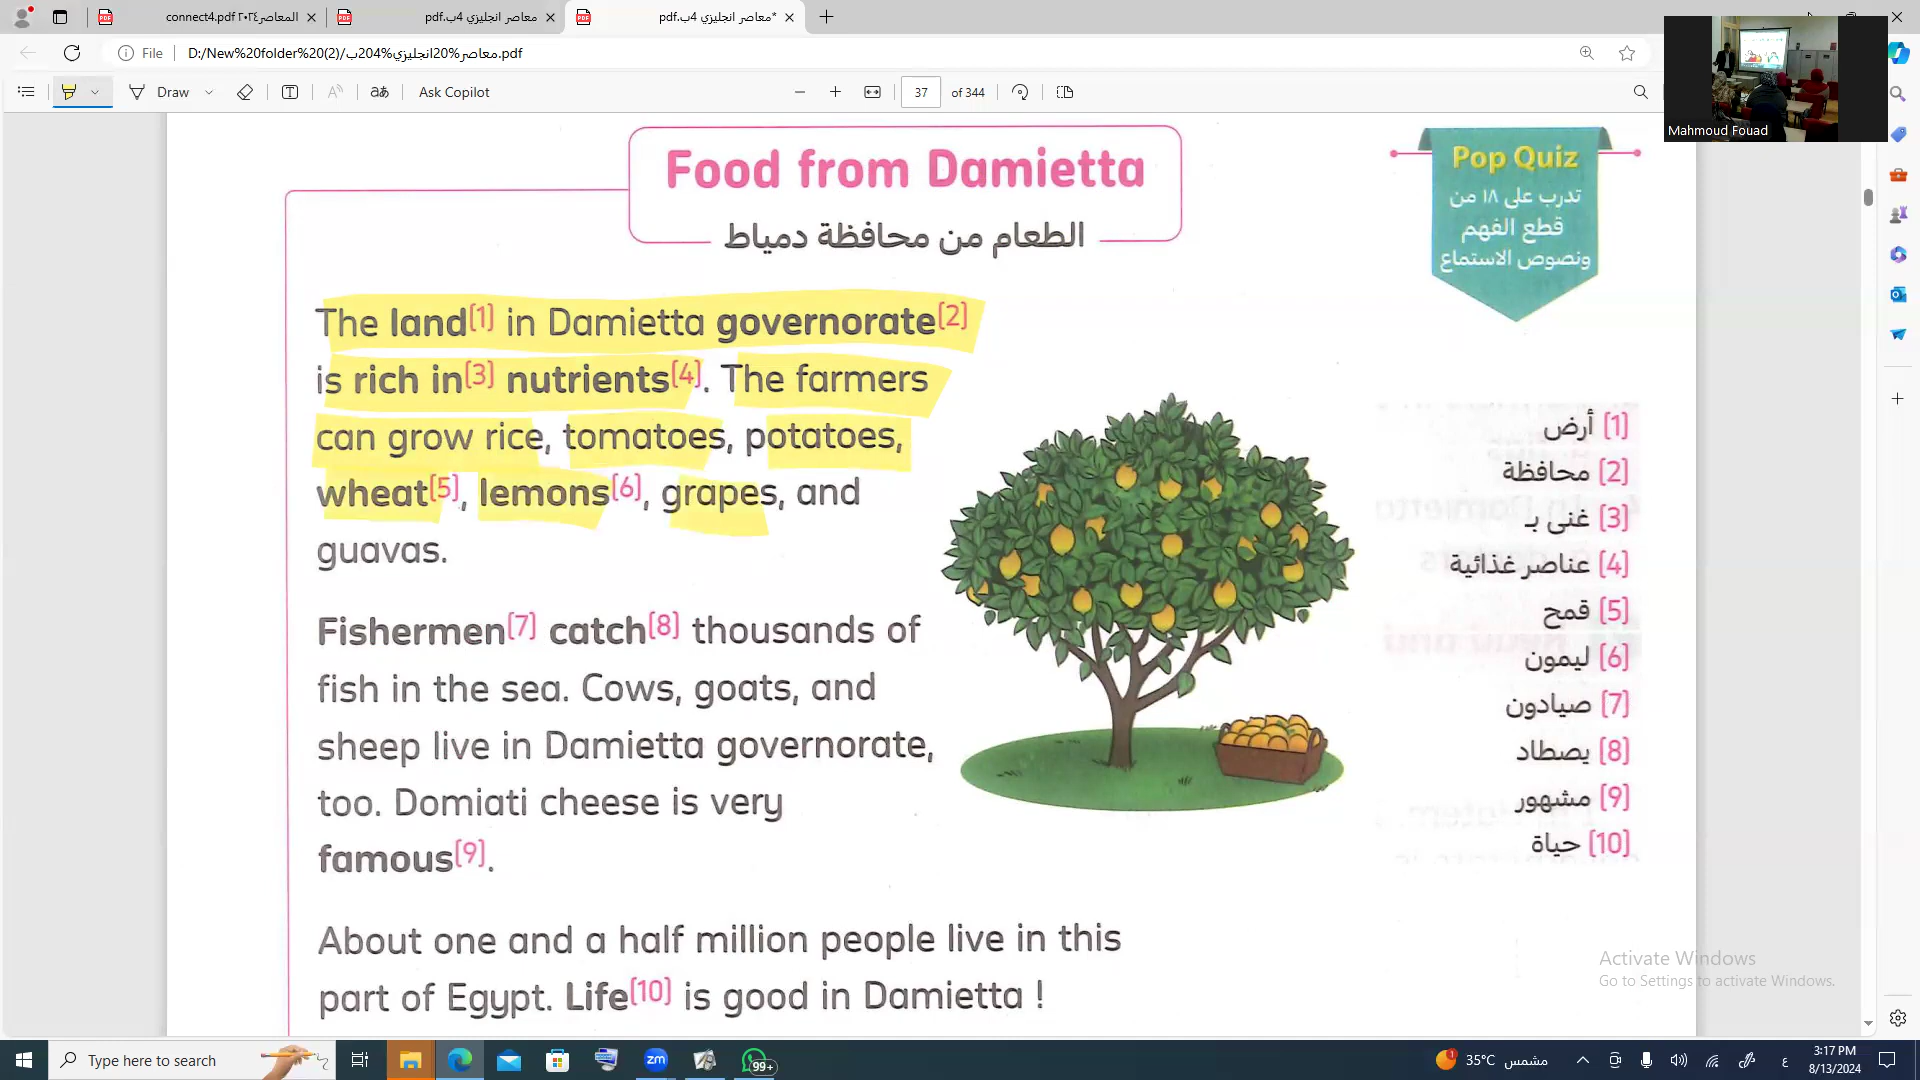 connect4.pdf المعاصر٢٠٢٤
معاصر انجليزي 4ب.pdf
*معاصر انجليزي 4ب.pdf
File
D:/New%20folder%20(2)/معاصر%20انجليزي%204ب.pdf
Draw
aあ
Ask Copilot
37 of 344
Mahmoud Fouad
Food from Damietta
الطعام من محافظة دمياط
Pop Quiz
تدرب على ١٨ من
قطع الفهم
ونصوص الاستماع
The land[1] in Damietta governorate[2]
is rich in[3] nutrients[4]. The farmers
can grow rice, tomatoes, potatoes,
wheat[5], lemons[6], grapes, and
guavas.
Fishermen[7] catch[8] thousands of
fish in the sea. Cows, goats, and
sheep live in Damietta governorate,
too. Domiati cheese is very
famous[9].
About one and a half million people live in this
part of Egypt. Life[10] is good in Damietta !
[1] أرض
[2] محافظة
[3] غنى بـ
[4] عناصر غذائية
[5] قمح
[6] ليمون
[7] صيادون
[8] يصطاد
[9] مشهور
[10] حياة
Activate Windows
Go to Settings to activate Windows.
Type here to search
zm
99+
35°C مشمس
ع
3:17 PM
8/13/2024